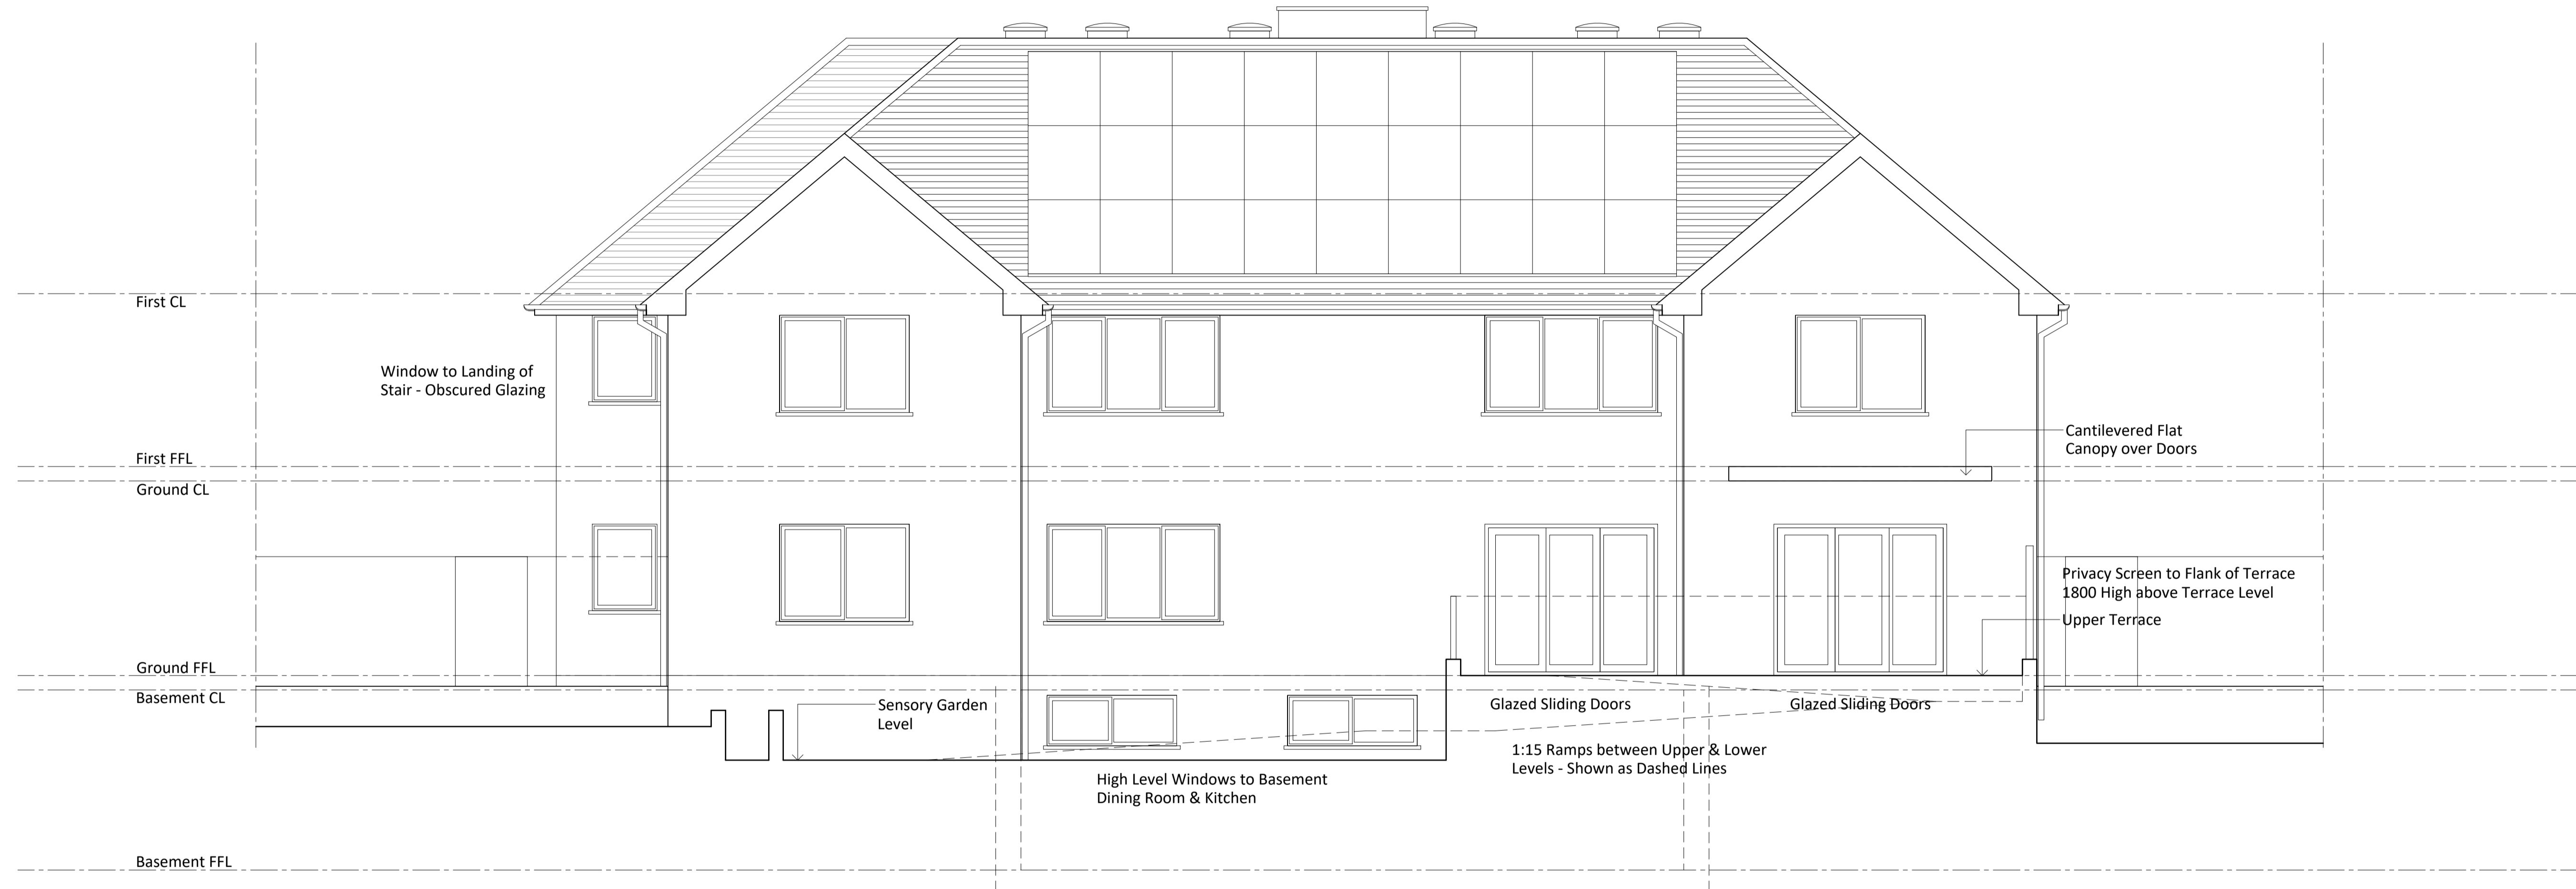 First CL
Window to Landing of
Stair - Obscured Glazing
Cantilevered Flat
Canopy over Doors
First FFL
Ground CL
Privacy Screen to Flank of Terrace
1800 High above Terrace Level
Upper Terrace
Ground FFL
Basement CL
Sensory Garden
Level
Glazed Sliding Doors
Glazed Sliding Doors
1:15 Ramps between Upper & Lower
Levels - Shown as Dashed Lines
High Level Windows to Basement
Dining Room & Kitchen
Basement FFL